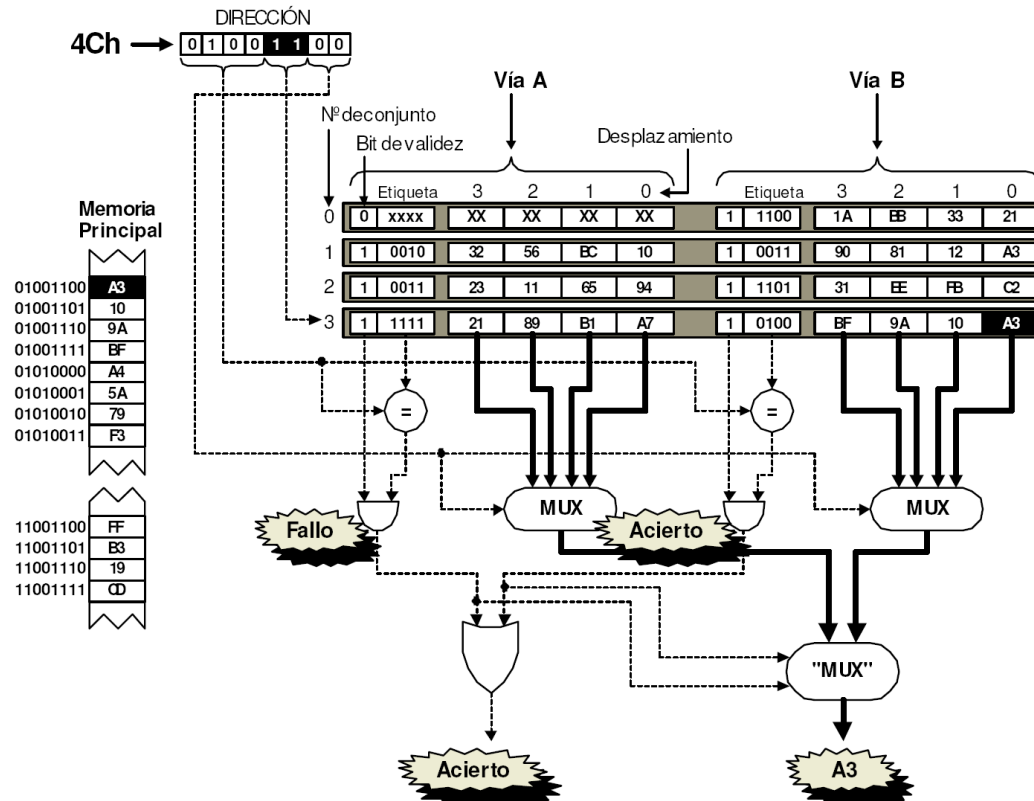 DIRECCIÓN
4Ch
0 1 0 0 1 1 0 0
Vía A
Vía B
Nº de conjunto
Bit de validez
Desplazamiento
Etiqueta 3 2 1 0
Etiqueta 3 2 1 0
0 0 xxxx XX XX XX XX 1 1100 1A BB 33 21
1 1 0010 32 56 BC 10 1 0011 90 81 12 A3
2 1 0011 23 11 65 94 1 1101 31 EE FB C2
3 1 1111 21 89 B1 A7 1 0100 BF 9A 10 A3
Memoria
Principal
01001100 A3
01001101 10
01001110 9A
01001111 BF
01010000 A4
01010001 5A
01010010 79
01010011 F3
11001100 FF
11001101 B3
11001110 19
11001111 CD
=
=
Fallo
MUX
Acierto
MUX
"MUX"
Acierto
A3